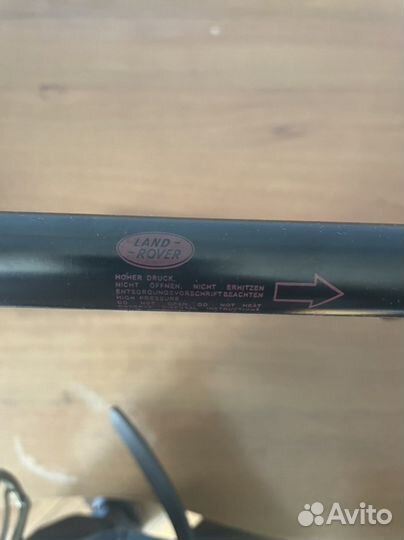 LAND-
-ROVER
HOHER DRUCK,
NICHT ÖFFNEN, NICHT ERHITZEN
ENTSORGUNGSVORSCHRIFT BEACHTEN
HIGH PRESSURE
DO NOT OPEN, DO NOT HEAT
INSTRUCTIONS
Avito